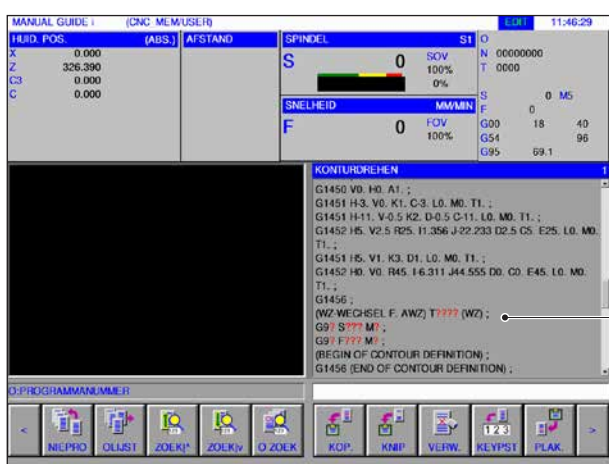 MANUAL GUIDE i (CNC MEM/USER) EDIT 11:46:29
HUID. POS. (ABS.) AFSTAND SPINDEL S1 O
X 0.000 S 0 SOV 100% 0% N 00000000
Z 326.390 T 0000
C3 0.000
C 0.000 S 0 M5
SNELHEID MM/MIN F 0
F 0 FOV 100% G00 18 40
G54 96
G95 69.1
KONTURDREHEN 1
G1450 V0. H0. A1. ;
G1451 H-3. V0. K1. C-3. L0. M0. T1. ;
G1451 H-11. V-0.5 K2. D-0.5 C-11. L0. M0. T1. ;
G1452 H5. V2.5 R25. I1.356 J-22.233 D2.5 C5. E25. L0. M0.
T1. ;
G1451 H5. V1. K3. D1. L0. M0. T1. ;
G1452 H0. V0. R45. I-6.311 J44.555 D0. C0. E45. L0. M0.
T1. ;
G1456 ;
(WZ-WECHSEL F. AWZ) T???? (WZ) ;
G9? S??? M? ;
G9? F??? M? ;
(BEGIN OF CONTOUR DEFINITION) ;
G1456 (END OF CONTOUR DEFINITION) ;
O:PROGRAMMANUMMER
< NIEPRO OLIJST ZOEK|^ ZOEK|v O ZOEK KOP. KNIP VERW. KEYPST PLAK. >